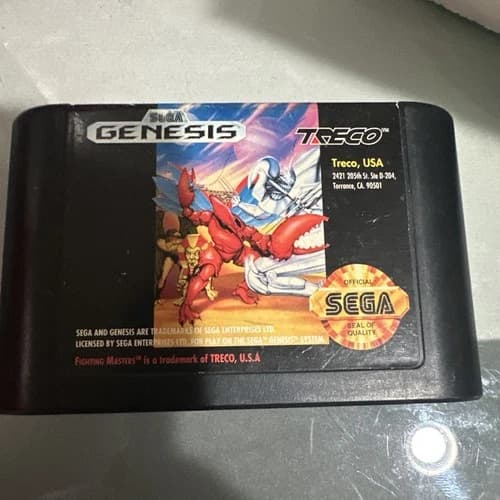 SEGA
GENESIS
TRECO™
Treco, USA
2421 205th St. Ste D-204,
Torrance, CA. 90501
OFFICIAL
SEGA
SEAL OF
QUALITY
SEGA AND GENESIS ARE TRADEMARKS OF SEGA ENTERPRISES LTD.
LICENSED BY SEGA ENTERPRISES LTD. FOR PLAY ON THE SEGA™ GENESIS™ SYSTEM.
FIGHTING MASTERS™ is a trademark of TRECO, U.S.A